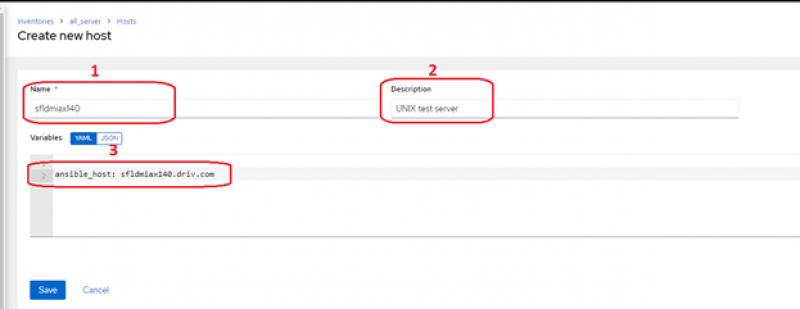 Inventories > all_server > Hosts
Create new host
1
2
Name *
Description
sfldmiax140
UNIX test server
Variables YAML JSON
3
1
2 ansible_host: sfldmiax140.driv.com
Save Cancel